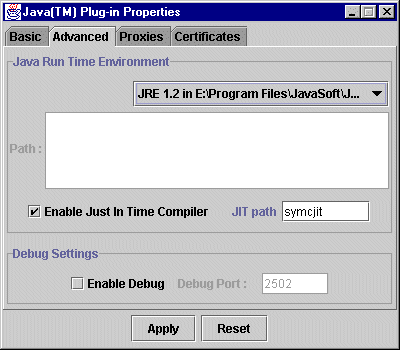 Java(TM) Plug-in Properties
Basic Advanced Proxies Certificates
Java Run Time Environment
JRE 1.2 in E:\Program Files\JavaSoft\J...
Path :
Enable Just In Time Compiler JIT path symcjit
Debug Settings
Enable Debug Debug Port : 2502
Apply Reset